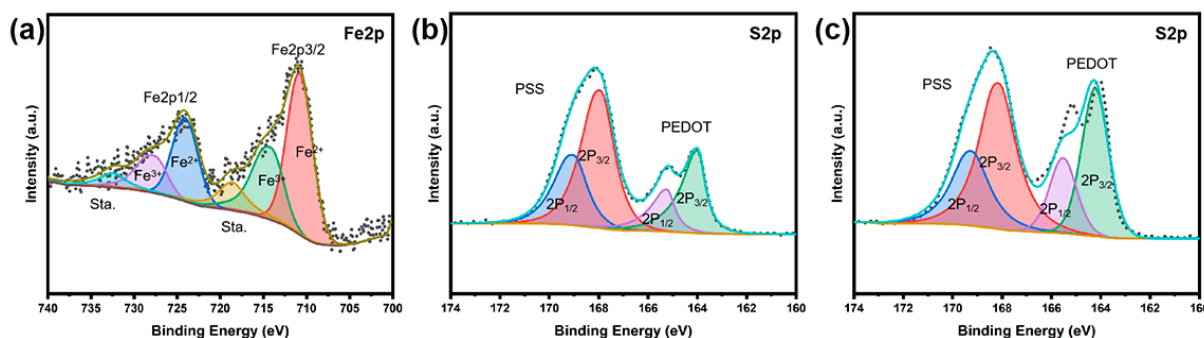 (a)
Fe2p
Fe2p3/2
Fe2p1/2
Fe²⁺
Fe²⁺
Fe³⁺
Fe³⁺
Sta.
Sta.
Intensity (a.u.)
740 735 730 725 720 715 710 705 700
Binding Energy (eV)
(b)
S2p
PSS
PEDOT
2P₃/₂
2P₁/₂
2P₃/₂
2P₁/₂
Intensity (a.u.)
174 172 170 168 166 164 162 160
Binding Energy (eV)
(c)
S2p
PSS
PEDOT
2P₃/₂
2P₁/₂
2P₃/₂
2P₁/₂
Intensity (a.u.)
174 172 170 168 166 164 162 160
Binding Energy (eV)